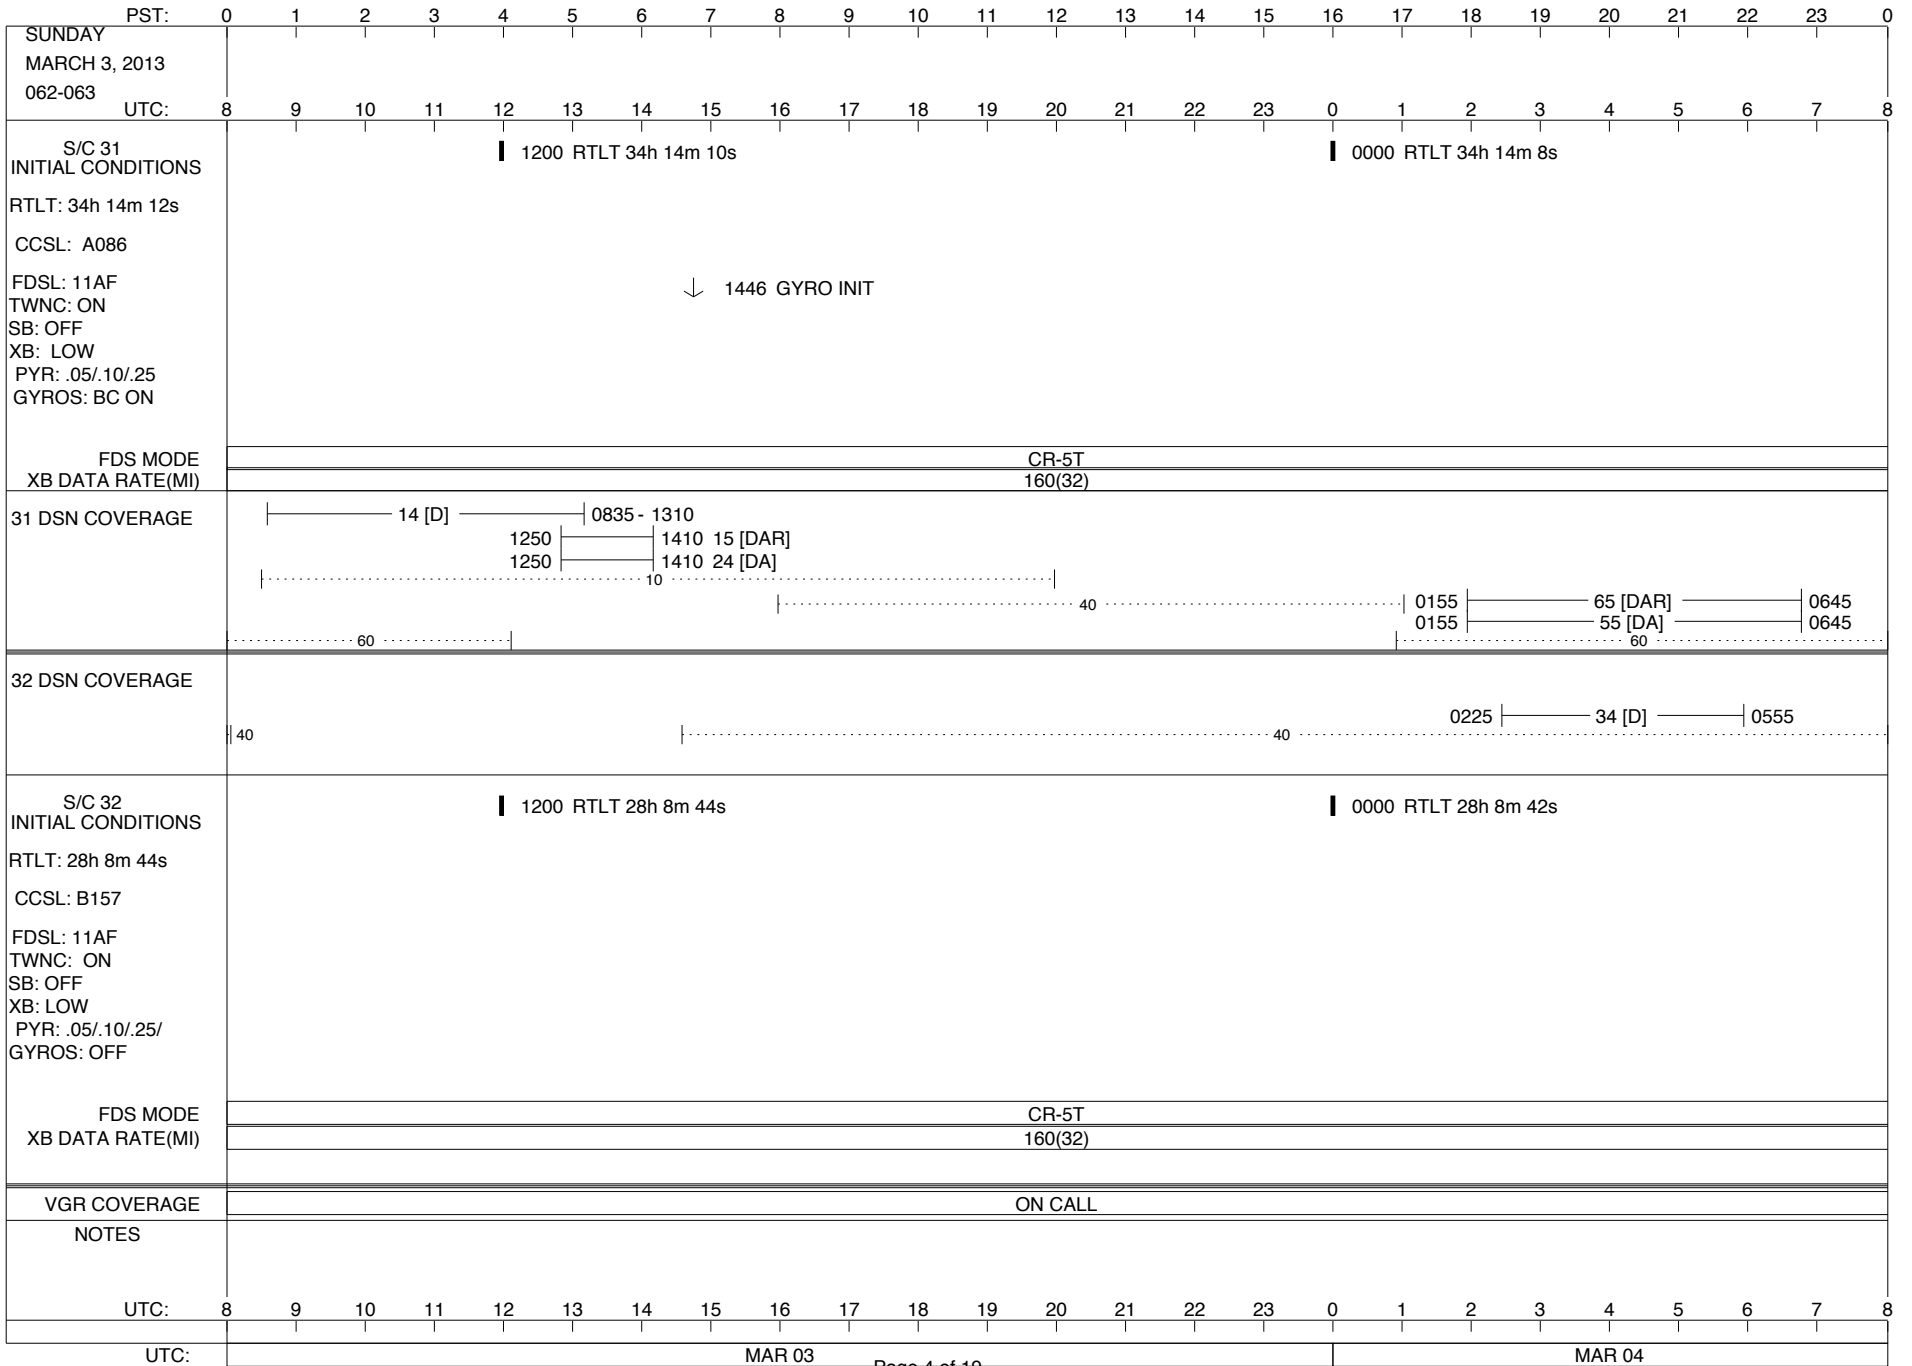 PST: 0 1 2 3 4 5 6 7 8 9 10 11 12 13 14 15 16 17 18 19 20 21 22 23 0
SUNDAY
MARCH 3, 2013
062-063
UTC: 8 9 10 11 12 13 14 15 16 17 18 19 20 21 22 23 0 1 2 3 4 5 6 7 8
S/C 31
INITIAL CONDITIONS
1200 RTLT 34h 14m 10s
0000 RTLT 34h 14m 8s
RTLT: 34h 14m 12s
CCSL: A086
FDSL: 11AF
1446 GYRO INIT
TWNC: ON
SB: OFF
XB: LOW
PYR: .05/.10/.25
GYROS: BC ON
FDS MODE CR-5T
XB DATA RATE(MI) 160(32)
31 DSN COVERAGE
14 [D] 0835 - 1310
1250 1410 15 [DAR]
1250 1410 24 [DA]
10
40
0155 65 [DAR] 0645
0155 55 [DA] 0645
60
60
32 DSN COVERAGE
0225 34 [D] 0555
40
40
S/C 32
INITIAL CONDITIONS
1200 RTLT 28h 8m 44s
0000 RTLT 28h 8m 42s
RTLT: 28h 8m 44s
CCSL: B157
FDSL: 11AF
TWNC: ON
SB: OFF
XB: LOW
PYR: .05/.10/.25/
GYROS: OFF
FDS MODE CR-5T
XB DATA RATE(MI) 160(32)
VGR COVERAGE ON CALL
NOTES
UTC: 8 9 10 11 12 13 14 15 16 17 18 19 20 21 22 23 0 1 2 3 4 5 6 7 8
UTC: MAR 03 MAR 04
Page 4 of 19